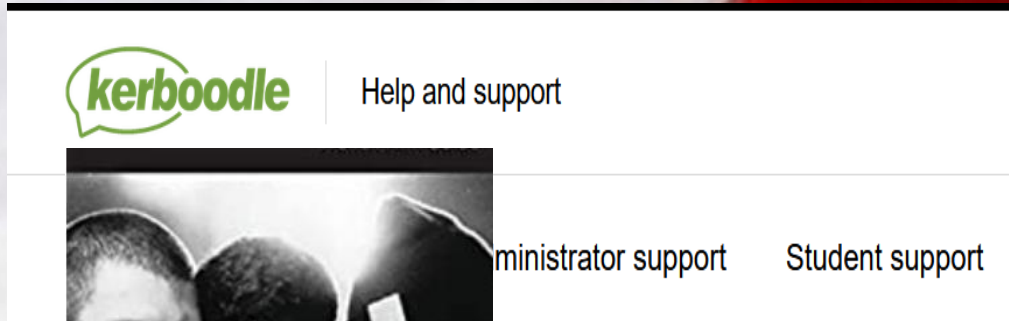 kerboodle
Help and support
ministrator support
Student support